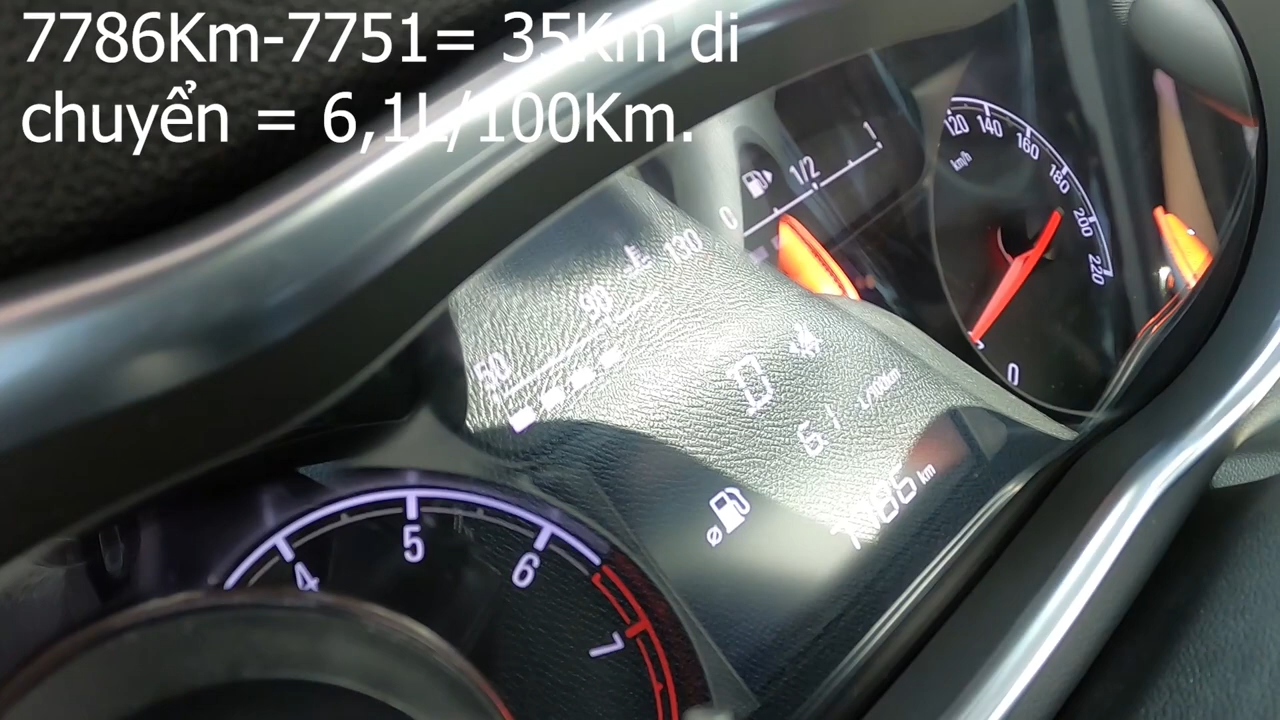 7786Km-7751= 35Km di
chuyển = 6,1L/100Km.
0 1/2 1
120 140 160 180 200 220
km/h
0
50 90 130
D
6.1 L/100km
7786 km
4 5 6 7